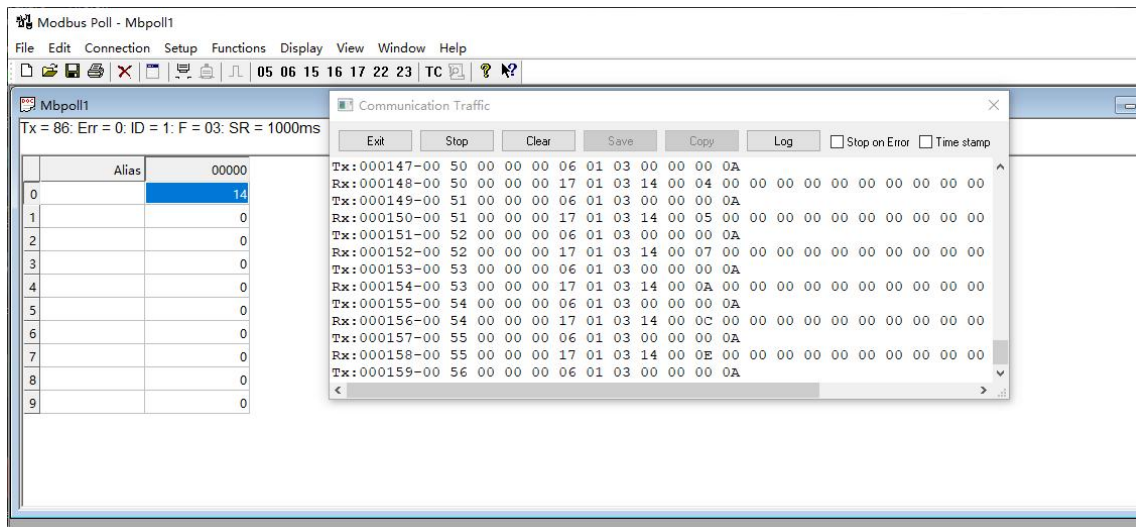 Modbus Poll - Mbpoll1
File Edit Connection Setup Functions Display View Window Help
05 06 15 16 17 22 23 TC
Mbpoll1
Tx = 86: Err = 0: ID = 1: F = 03: SR = 1000ms
Alias 00000
0 14
1 0
2 0
3 0
4 0
5 0
6 0
7 0
8 0
9 0
Communication Traffic
Exit Stop Clear Save Copy Log Stop on Error Time stamp
Tx:000147-00 50 00 00 00 06 01 03 00 00 00 0A
Rx:000148-00 50 00 00 00 17 01 03 14 00 04 00 00 00 00 00 00 00 00 00 00
Tx:000149-00 51 00 00 00 06 01 03 00 00 00 0A
Rx:000150-00 51 00 00 00 17 01 03 14 00 05 00 00 00 00 00 00 00 00 00 00
Tx:000151-00 52 00 00 00 06 01 03 00 00 00 0A
Rx:000152-00 52 00 00 00 17 01 03 14 00 07 00 00 00 00 00 00 00 00 00 00
Tx:000153-00 53 00 00 00 06 01 03 00 00 00 0A
Rx:000154-00 53 00 00 00 17 01 03 14 00 0A 00 00 00 00 00 00 00 00 00 00
Tx:000155-00 54 00 00 00 06 01 03 00 00 00 0A
Rx:000156-00 54 00 00 00 17 01 03 14 00 0C 00 00 00 00 00 00 00 00 00 00
Tx:000157-00 55 00 00 00 06 01 03 00 00 00 0A
Rx:000158-00 55 00 00 00 17 01 03 14 00 0E 00 00 00 00 00 00 00 00 00 00
Tx:000159-00 56 00 00 00 06 01 03 00 00 00 0A